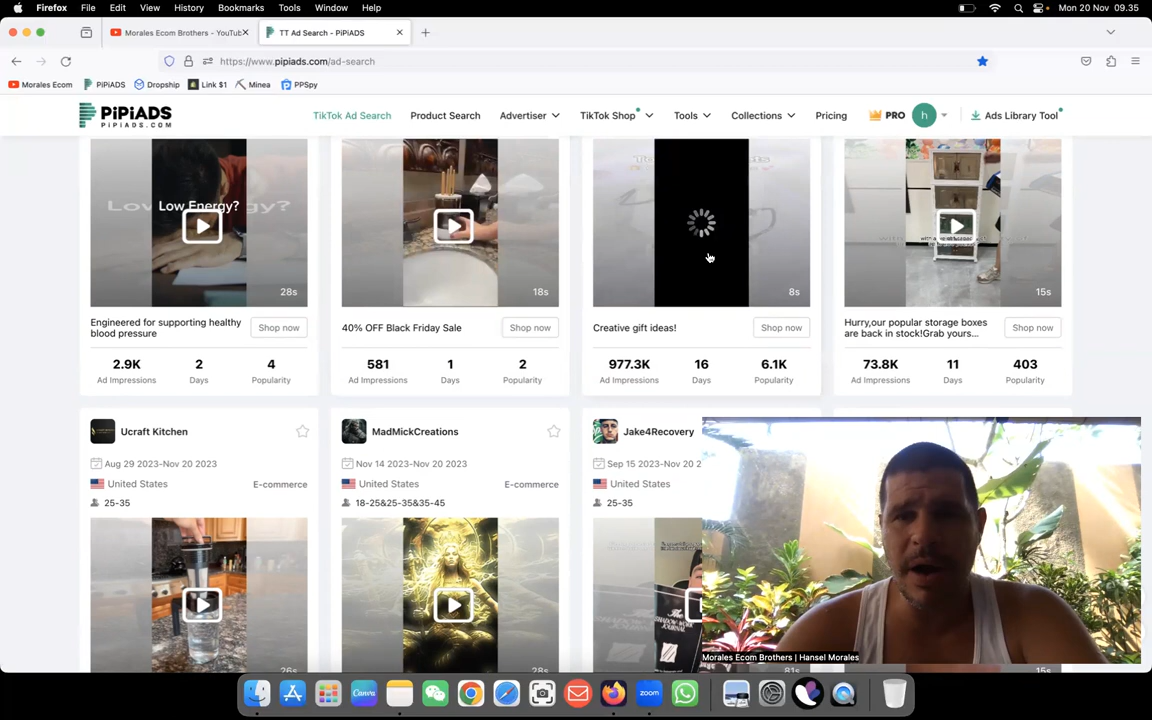 Firefox File Edit View History Bookmarks Tools Window Help Mon 20 Nov 09.35
Morales Ecom Brothers - YouTub TT Ad Search - PiPiADS
https://www.pipiads.com/ad-search
Morales Ecom PiPiADS Dropship Link $1 Minea PPSpy
PiPiADS
PIPIADS.COM
TikTok Ad Search Product Search Advertiser TikTok Shop Tools Collections Pricing PRO h Ads Library Tool
Low Energy?
28s 18s 8s 15s
Engineered for supporting healthy
blood pressure
Shop now
40% OFF Black Friday Sale Shop now
Creative gift ideas! Shop now
Hurry,our popular storage boxes
are back in stock!Grab yours...
Shop now
2.9K 2 4 581 1 2 977.3K 16 6.1K 73.8K 11 403
Ad Impressions Days Popularity Ad Impressions Days Popularity Ad Impressions Days Popularity Ad Impressions Days Popularity
Ucraft Kitchen MadMickCreations Jake4Recovery
Aug 29 2023-Nov 20 2023 Nov 14 2023-Nov 20 2023 Sep 15 2023-Nov 20 2
United States E-commerce United States E-commerce United States
25-35 18-25&25-35&35-45 25-35
Morales Ecom Brothers | Hansel Morales
Canva
zoom